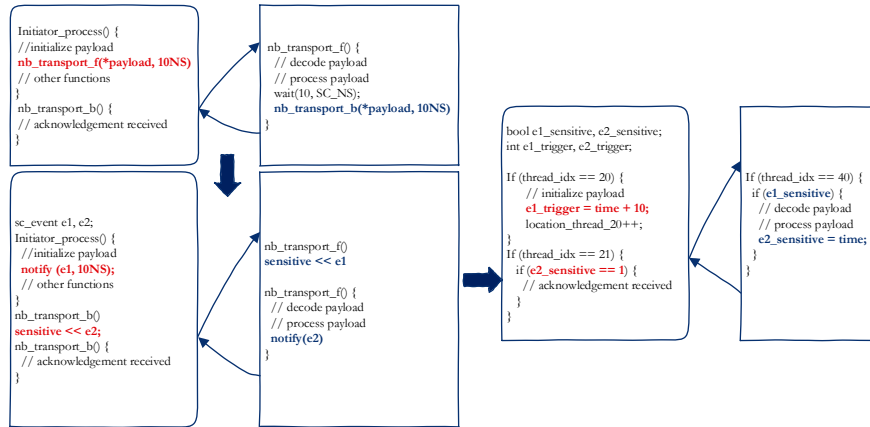 Initiator_process() {
//initialize payload
nb_transport_f(*payload, 10NS)
// other functions
}
nb_transport_b() {
// acknowledgement received
}
nb_transport_f() {
// decode payload
// process payload
wait(10, SC_NS);
nb_transport_b(*payload, 10NS)
}
sc_event e1, e2;
Initiator_process() {
//initialize payload
notify (e1, 10NS);
// other functions
}
nb_transport_b()
sensitive << e2;
nb_transport_b() {
// acknowledgement received
}
nb_transport_f()
sensitive << e1
nb_transport_f() {
// decode payload
// process payload
notify(e2)
}
bool e1_sensitive, e2_sensitive;
int e1_trigger, e2_trigger;
If (thread_idx == 20) {
// initialize payload
e1_trigger = time + 10;
location_thread_20++;
}
If (thread_idx == 21) {
if (e2_sensitive == 1) {
// acknowledgement received
}
}
If (thread_idx == 40) {
if (e1_sensitive) {
// decode payload
// process payload
e2_sensitive = time;
}
}